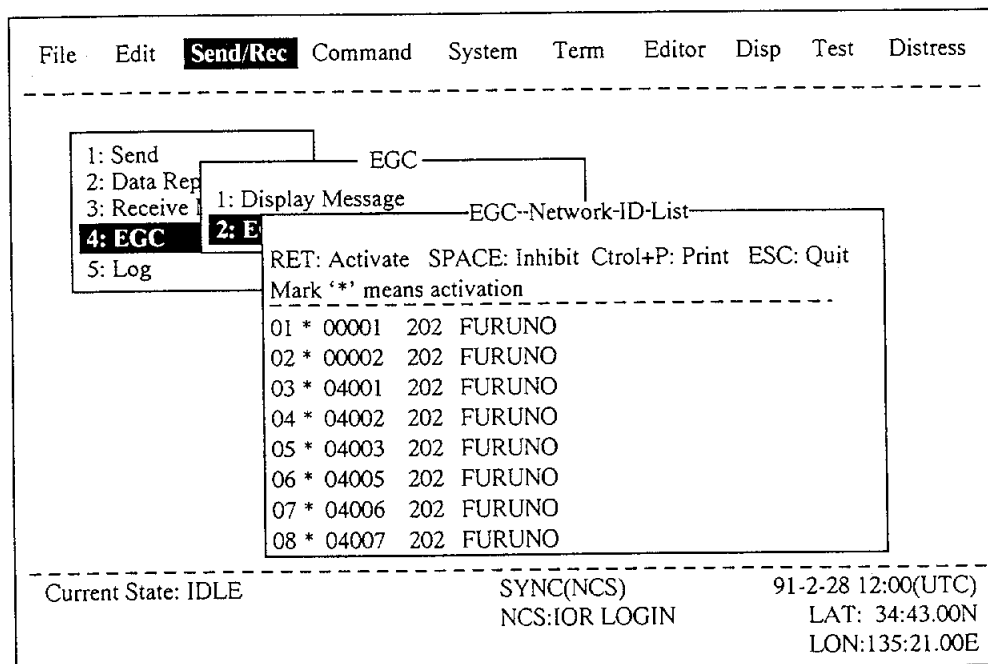 File Edit Send/Rec Command System Term Editor Disp Test Distress
1: Send
2: Data Rep
3: Receive
4: EGC
5: Log
EGC
1: Display Message
2: E
EGC--Network-ID-List
RET: Activate SPACE: Inhibit Ctrol+P: Print ESC: Quit
Mark ‘*’ means activation
01 * 00001 202 FURUNO
02 * 00002 202 FURUNO
03 * 04001 202 FURUNO
04 * 04002 202 FURUNO
05 * 04003 202 FURUNO
06 * 04005 202 FURUNO
07 * 04006 202 FURUNO
08 * 04007 202 FURUNO
Current State: IDLE SYNC(NCS) 91-2-28 12:00(UTC)
NCS:IOR LOGIN LAT: 34:43.00N
LON:135:21.00E